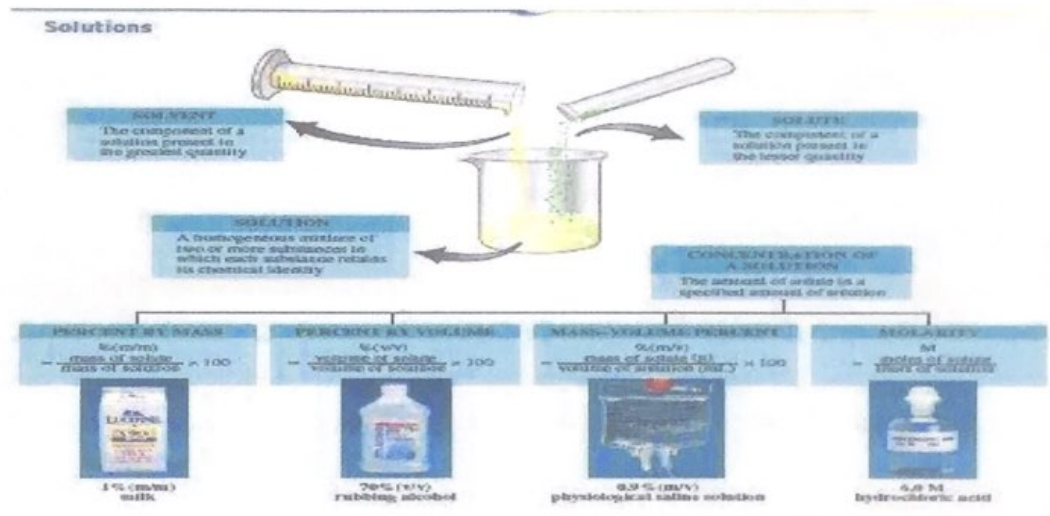 Solutions
SOLVENT
The component of a
solution present in
the greatest quantity
SOLUTE
The component of a
solution present in
the lesser quantity
SOLUTION
A homogeneous mixture of
two or more substances in
which each substance retains
its chemical identity
CONCENTRATION OF
A SOLUTION
The amount of solute in a
specified amount of solution
PERCENT BY MASS
%(m/m)
= mass of solute
mass of solution × 100
PERCENT BY VOLUME
%(v/v)
= volume of solute
volume of solution × 100
MASS–VOLUME PERCENT
%(m/v)
= mass of solute (g)
volume of solution (mL) × 100
MOLARITY
M
= moles of solute
liters of solution
LUCERNE
1% (m/m)
milk
70% (v/v)
rubbing alcohol
0.9% (m/v)
physiological saline solution
6.0 M
hydrochloric acid